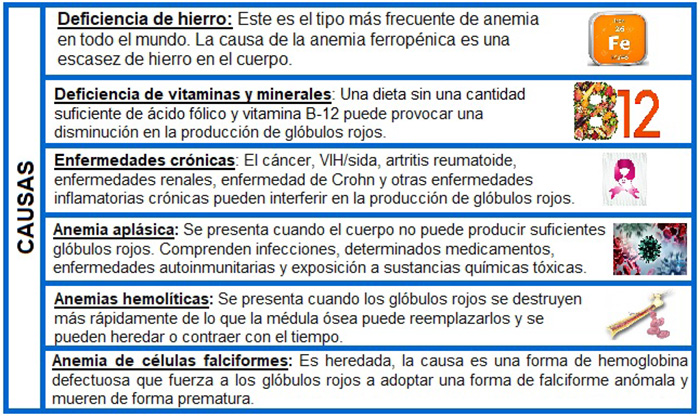 CAUSAS
Deficiencia de hierro: Este es el tipo más frecuente de anemia
en todo el mundo. La causa de la anemia ferropénica es una
escasez de hierro en el cuerpo.
26
Fe
Deficiencia de vitaminas y minerales: Una dieta sin una cantidad
suficiente de ácido fólico y vitamina B-12 puede provocar una
disminución en la producción de glóbulos rojos.
B12
Enfermedades crónicas: El cáncer, VIH/sida, artritis reumatoide,
enfermedades renales, enfermedad de Crohn y otras enfermedades
inflamatorias crónicas pueden interferir en la producción de glóbulos rojos.
Anemia aplásica: Se presenta cuando el cuerpo no puede producir suficientes
glóbulos rojos. Comprenden infecciones, determinados medicamentos,
enfermedades autoinmunitarias y exposición a sustancias químicas tóxicas.
Anemias hemolíticas: Se presenta cuando los glóbulos rojos se destruyen
más rápidamente de lo que la médula ósea puede reemplazarlos y se
pueden heredar o contraer con el tiempo.
Anemia de células falciformes: Es heredada, la causa es una forma de hemoglobina
defectuosa que fuerza a los glóbulos rojos a adoptar una forma de falciforme anómala y
mueren de forma prematura.